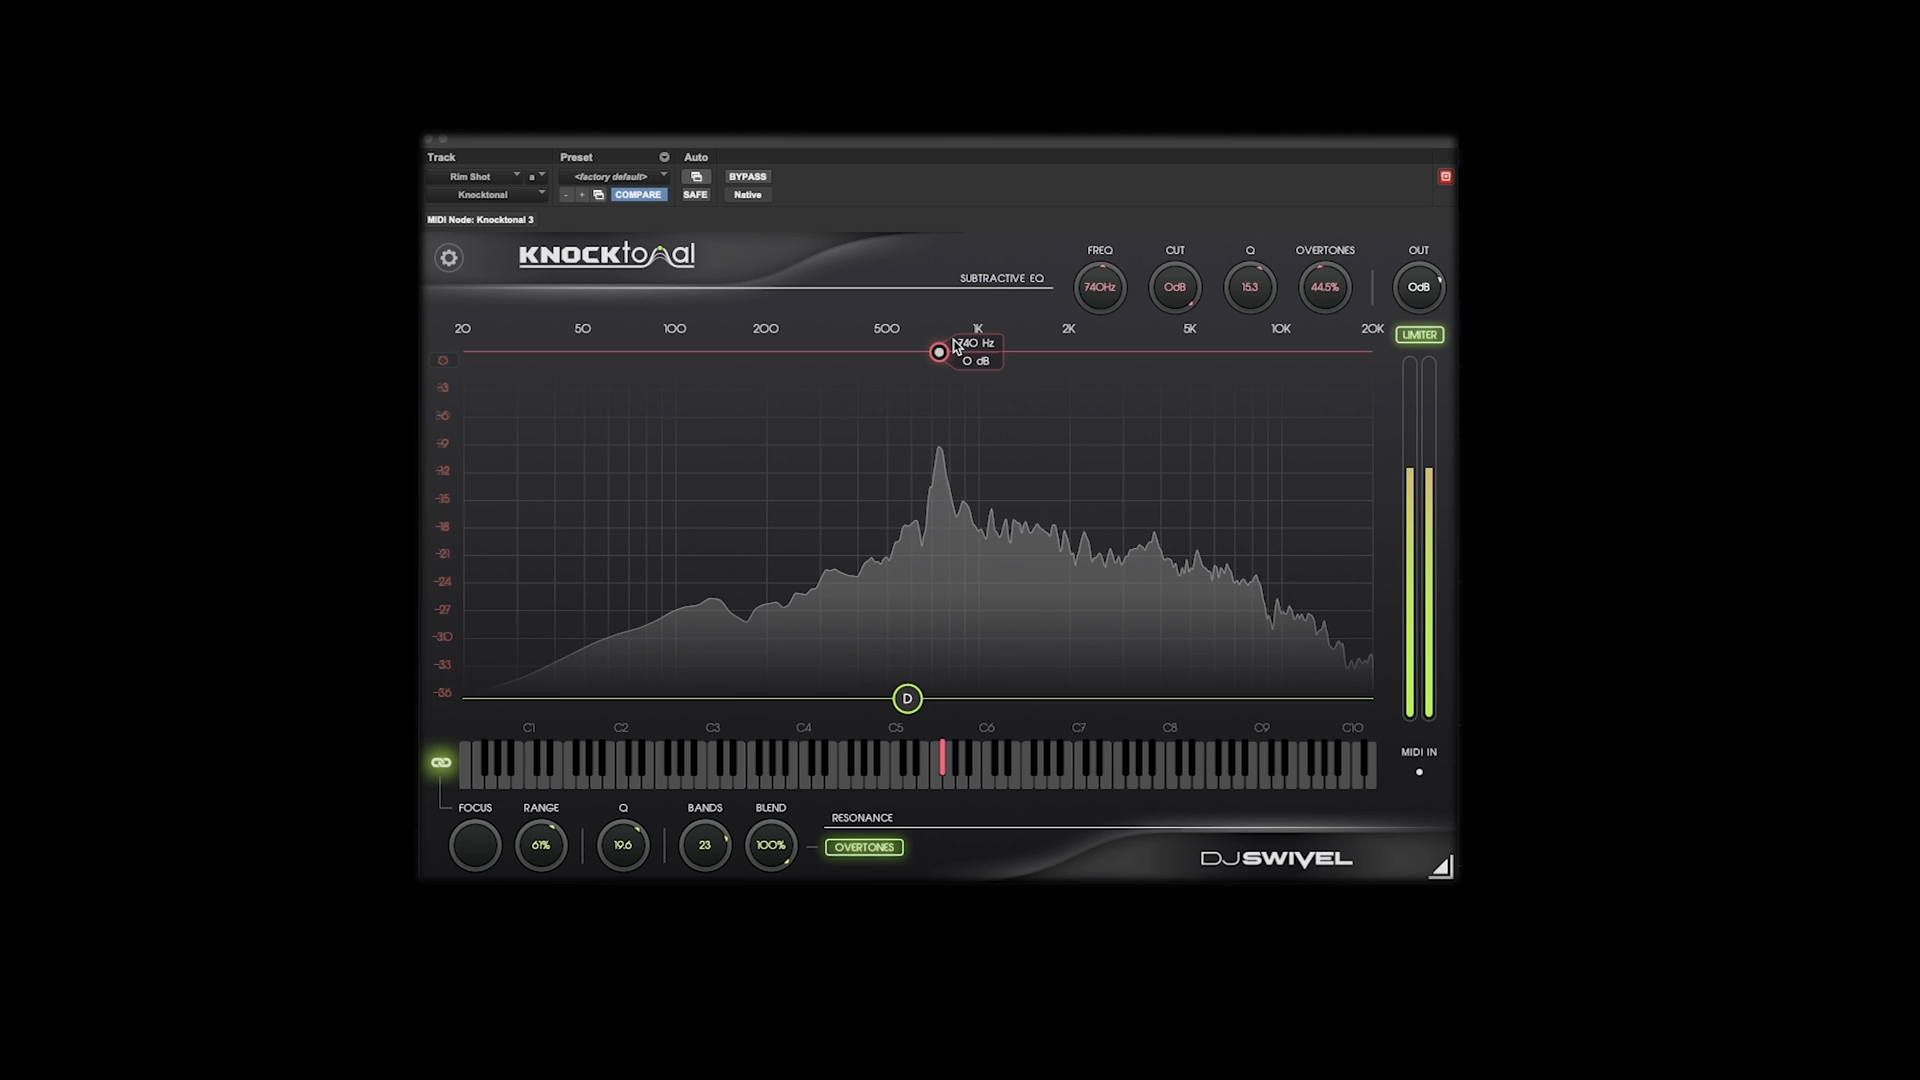 Track Preset Auto
Rim Shot a <factory default> BYPASS
Knocktonal - + COMPARE SAFE Native
MIDI Node: Knocktonal 3
KNOCKtonal
SUBTRACTIVE EQ
FREQ CUT Q OVERTONES OUT
740Hz 0dB 15.3 44.5% 0dB
20 50 100 200 500 1K 2K 5K 10K 20K
LIMITER
740 Hz
0 dB
0
-3
-6
-9
-12
-15
-18
-21
-24
-27
-30
-33
-36
D
C1 C2 C3 C4 C5 C6 C7 C8 C9 C10
MIDI IN
FOCUS RANGE Q BANDS BLEND
61% 19.6 23 100%
RESONANCE
OVERTONES
DJSWIVEL